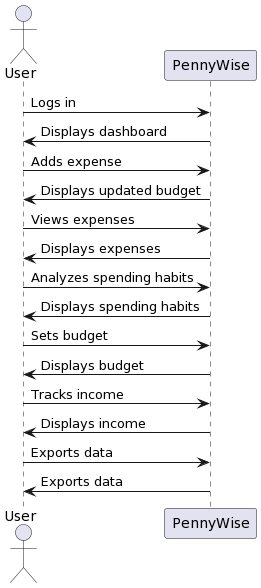 User
PennyWise
Logs in
Displays dashboard
Adds expense
Displays updated budget
Views expenses
Displays expenses
Analyzes spending habits
Displays spending habits
Sets budget
Displays budget
Tracks income
Displays income
Exports data
Exports data
User
PennyWise